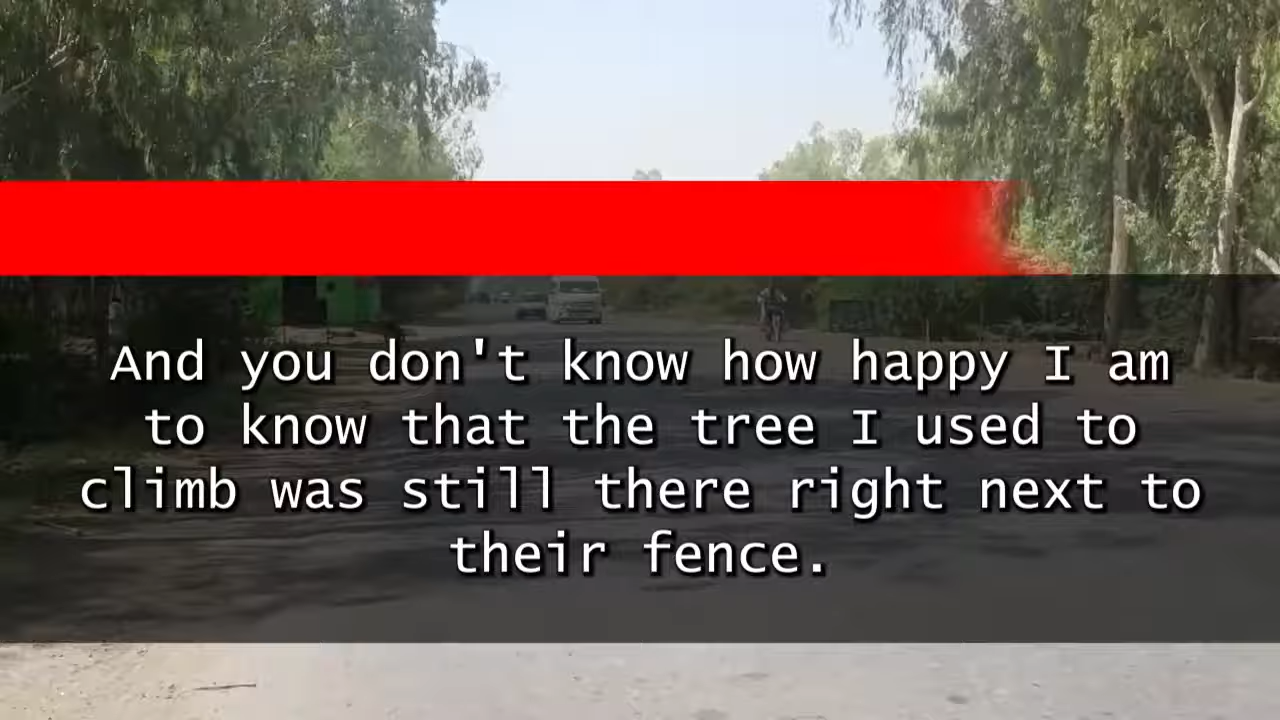 And you don't know how happy I am
to know that the tree I used to
climb was still there right next to
their fence.